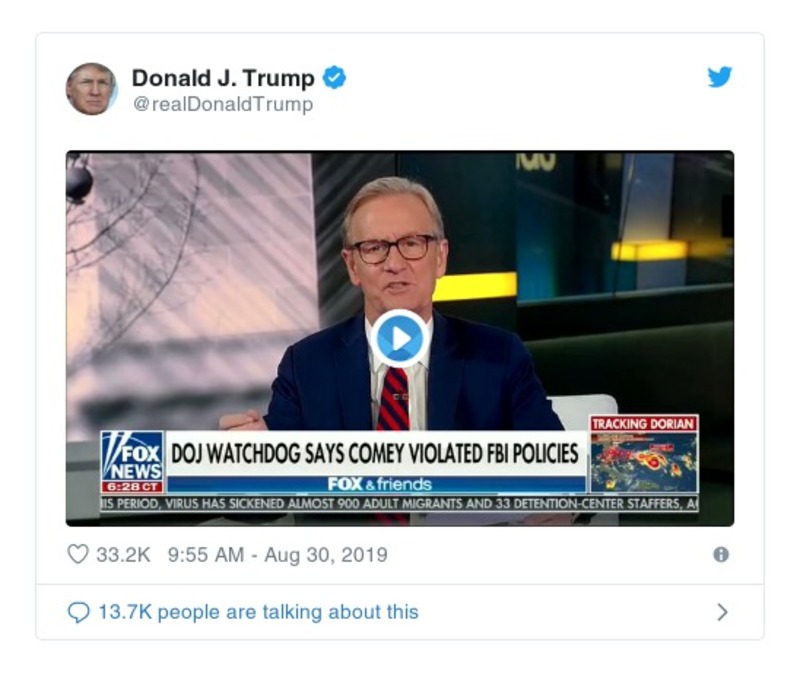 Donald J. Trump
@realDonaldTrump
TRACKING DORIAN
FOX
NEWS
6:28 CT
DOJ WATCHDOG SAYS COMEY VIOLATED FBI POLICIES
FOX & friends
IS PERIOD, VIRUS HAS SICKENED ALMOST 900 ADULT MIGRANTS AND 33 DETENTION-CENTER STAFFERS,
33.2K 9:55 AM - Aug 30, 2019
13.7K people are talking about this